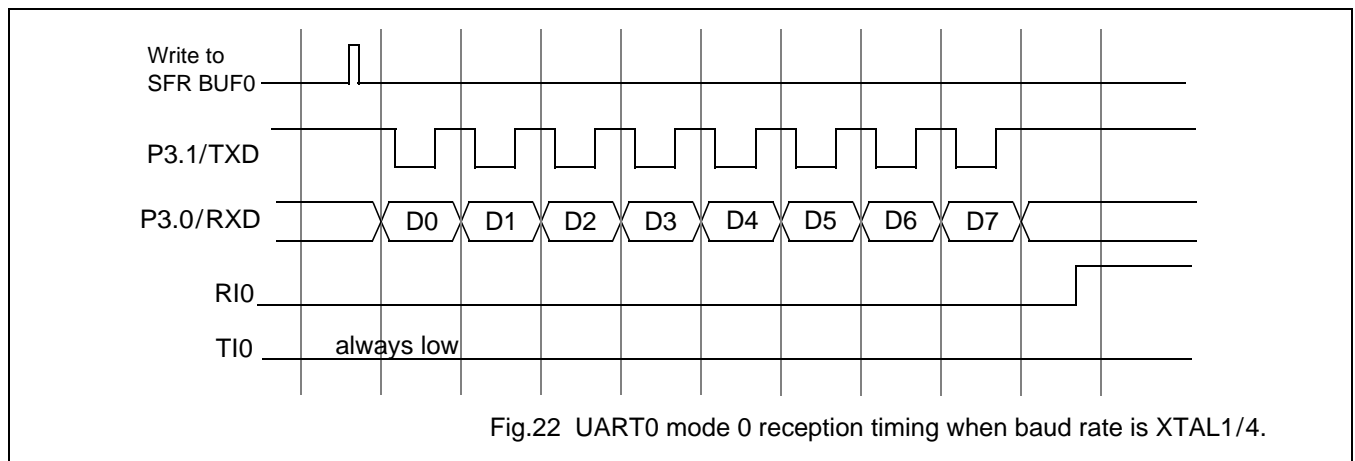 Write to
SFR BUF0
P3.1/TXD
P3.0/RXD D0 D1 D2 D3 D4 D5 D6 D7
RI0
TI0 always low
Fig.22 UART0 mode 0 reception timing when baud rate is XTAL1/4.